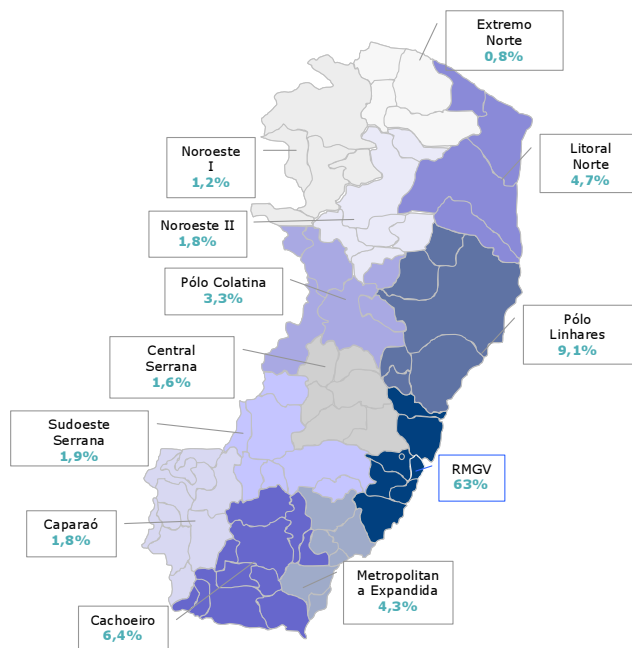 Extremo
Norte
0,8%
Litoral
Norte
4,7%
Noroeste
I
1,2%
Noroeste II
1,8%
Pólo Colatina
3,3%
Pólo
Linhares
9,1%
Central
Serrana
1,6%
Sudoeste
Serrana
1,9%
RMGV
63%
Caparaó
1,8%
Metropolitan
a Expandida
4,3%
Cachoeiro
6,4%